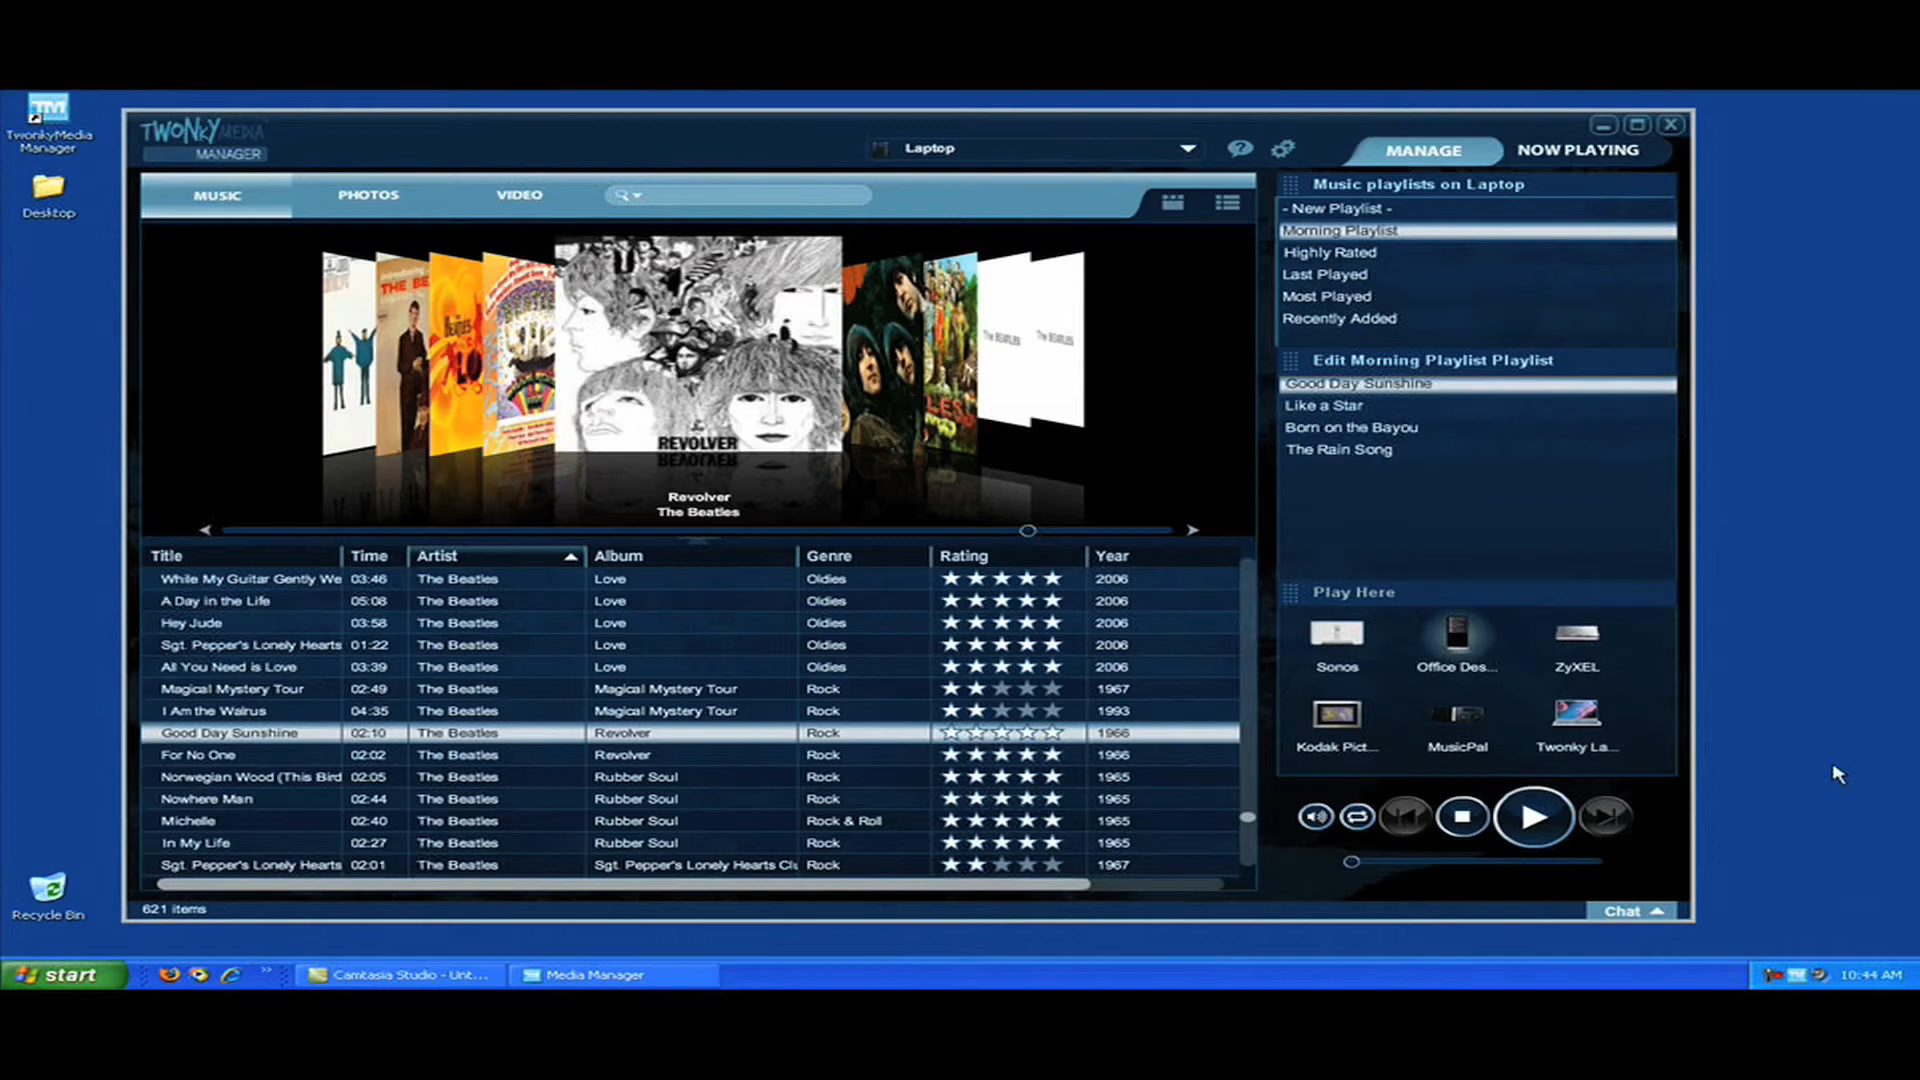 TM
TwonkyMedia
Manager
Desktop
Recycle Bin
TWONKYMEDIA
MANAGER
Laptop
MANAGE
NOW PLAYING
MUSIC
PHOTOS
VIDEO
REVOLVER
Revolver
The Beatles
Title Time Artist Album Genre Rating Year
While My Guitar Gently We 03:46 The Beatles Love Oldies 2006
A Day in the Life 05:08 The Beatles Love Oldies 2006
Hey Jude 03:58 The Beatles Love Oldies 2006
Sgt. Pepper's Lonely Hearts 01:22 The Beatles Love Oldies 2006
All You Need is Love 03:39 The Beatles Love Oldies 2006
Magical Mystery Tour 02:49 The Beatles Magical Mystery Tour Rock 1967
I Am the Walrus 04:35 The Beatles Magical Mystery Tour Rock 1993
Good Day Sunshine 02:10 The Beatles Revolver Rock 1966
For No One 02:02 The Beatles Revolver Rock 1966
Norwegian Wood (This Bird 02:05 The Beatles Rubber Soul Rock 1965
Nowhere Man 02:44 The Beatles Rubber Soul Rock 1965
Michelle 02:40 The Beatles Rubber Soul Rock & Roll 1965
In My Life 02:27 The Beatles Rubber Soul Rock 1965
Sgt. Pepper's Lonely Hearts 02:01 The Beatles Sgt. Pepper's Lonely Hearts Clu Rock 1967
621 items
Music playlists on Laptop
- New Playlist -
Morning Playlist
Highly Rated
Last Played
Most Played
Recently Added
Edit Morning Playlist Playlist
Good Day Sunshine
Like a Star
Born on the Bayou
The Rain Song
Play Here
Sonos
Office Des...
ZyXEL
Kodak Pict...
MusicPal
Twonky La...
Chat
start
Camtasia Studio - Unt...
Media Manager
10:44 AM